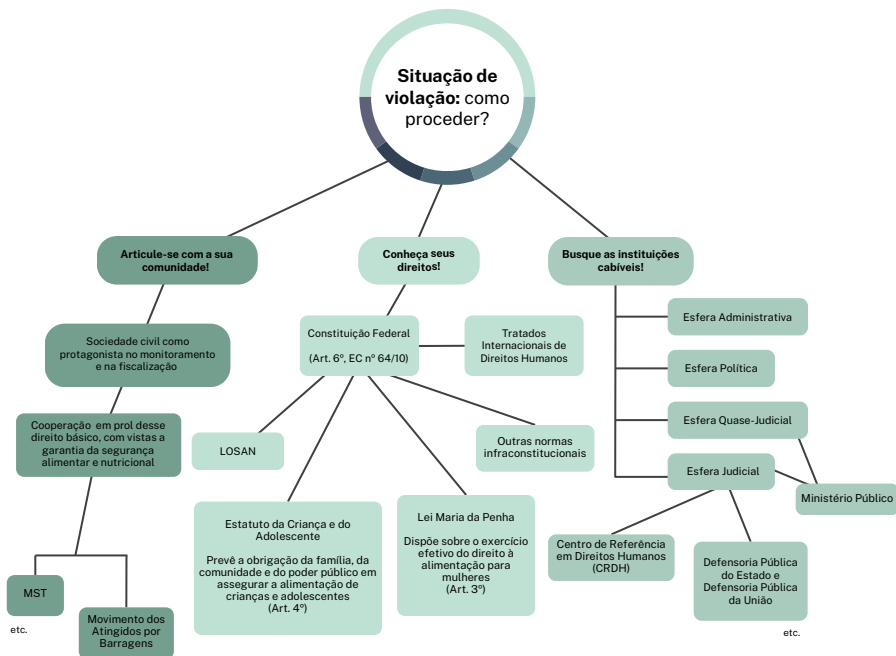 Situação de
violação: como
proceder?
Articule-se com a sua
comunidade!
Conheça seus
direitos!
Busque as instituições
cabíveis!
Sociedade civil como
protagonista no monitoramento
e na fiscalização
Cooperação em prol desse
direito básico, com vistas a
garantia da segurança
alimentar e nutricional
MST
etc.
Movimento dos
Atingidos por
Barragens
Constituição Federal
(Art. 6º, EC nº 64/10)
Tratados
Internacionais de
Direitos Humanos
LOSAN
Outras normas
infraconstitucionais
Estatuto da Criança e do
Adolescente
Prevê a obrigação da família, da
comunidade e do poder público em
assegurar a alimentação de
crianças e adolescentes
(Art. 4º)
Lei Maria da Penha
Dispõe sobre o exercício
efetivo do direito à
alimentação para
mulheres
(Art. 3º)
Esfera Administrativa
Esfera Política
Esfera Quase-Judicial
Esfera Judicial
Ministério Público
Centro de Referência
em Direitos Humanos
(CRDH)
Defensoria Pública
do Estado e
Defensoria Pública
da União
etc.